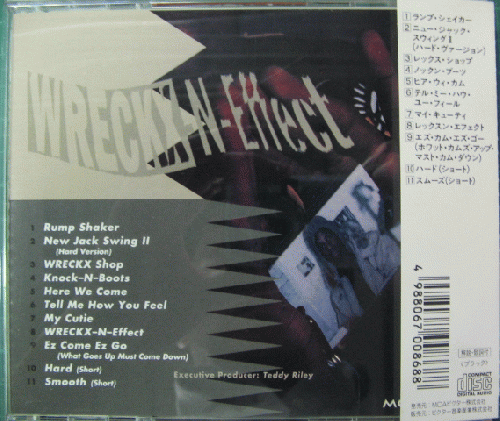 WRECKX-N-Effect
1 Rump Shaker
2 New Jack Swing II
(Hard Version)
3 WRECKX Shop
4 Knock-N-Boots
5 Here We Come
6 Tell Me How You Feel
7 My Cutie
8 WRECKX-N-Effect
9 Ez Come Ez Go
(What Goes Up Must Come Down)
10 Hard (Short)
11 Smooth (Short)
Executive Producer: Teddy Riley
1 ランプ・シェイカー
2 ニュー・ジャック・
スウィングⅡ
(ハード・ヴァージョン)
3 レックス・ショップ
4 ノックン・ブーツ
5 ヒア・ウィ・カム
6 テル・ミー・ハウ・
ユー・フィール
7 マイ・キューティ
8 レックスン・エフェクト
9 エズ・カム・エズ・ゴー
(ホワット・カムズ・アップ・
マスト・カム・ダウン)
10 ハード(ショート)
11 スムーズ(ショート)
4 988067 008688
COMPACT
disc
DIGITAL AUDIO